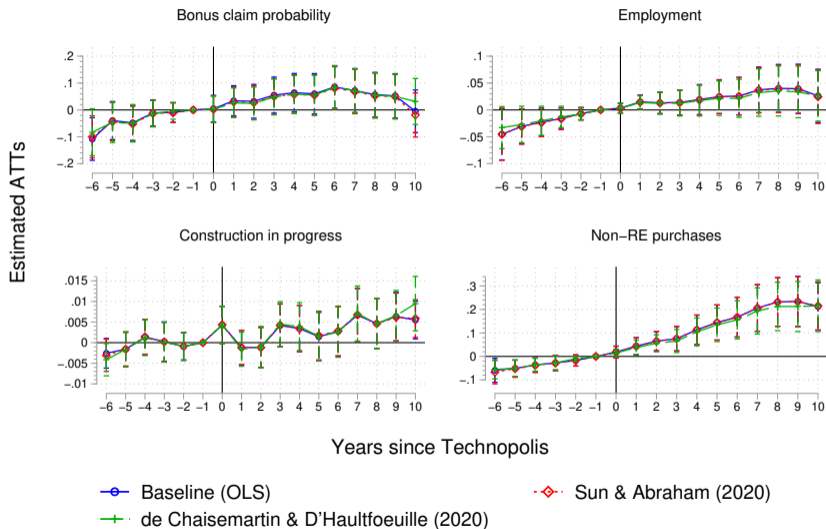 Bonus claim probability
.2
.1
0
−.1
−.2
−6 −5 −4 −3 −2 −1 0 1 2 3 4 5 6 7 8 9 10
Employment
.1
.05
0
−.05
−.1
−6 −5 −4 −3 −2 −1 0 1 2 3 4 5 6 7 8 9 10
Estimated ATTs
Construction in progress
.015
.01
.005
0
−.005
−.01
−6 −5 −4 −3 −2 −1 0 1 2 3 4 5 6 7 8 9 10
Non−RE purchases
.3
.2
.1
0
−.1
−6 −5 −4 −3 −2 −1 0 1 2 3 4 5 6 7 8 9 10
Years since Technopolis
Baseline (OLS)
Sun & Abraham (2020)
de Chaisemartin & D'Haultfoeuille (2020)